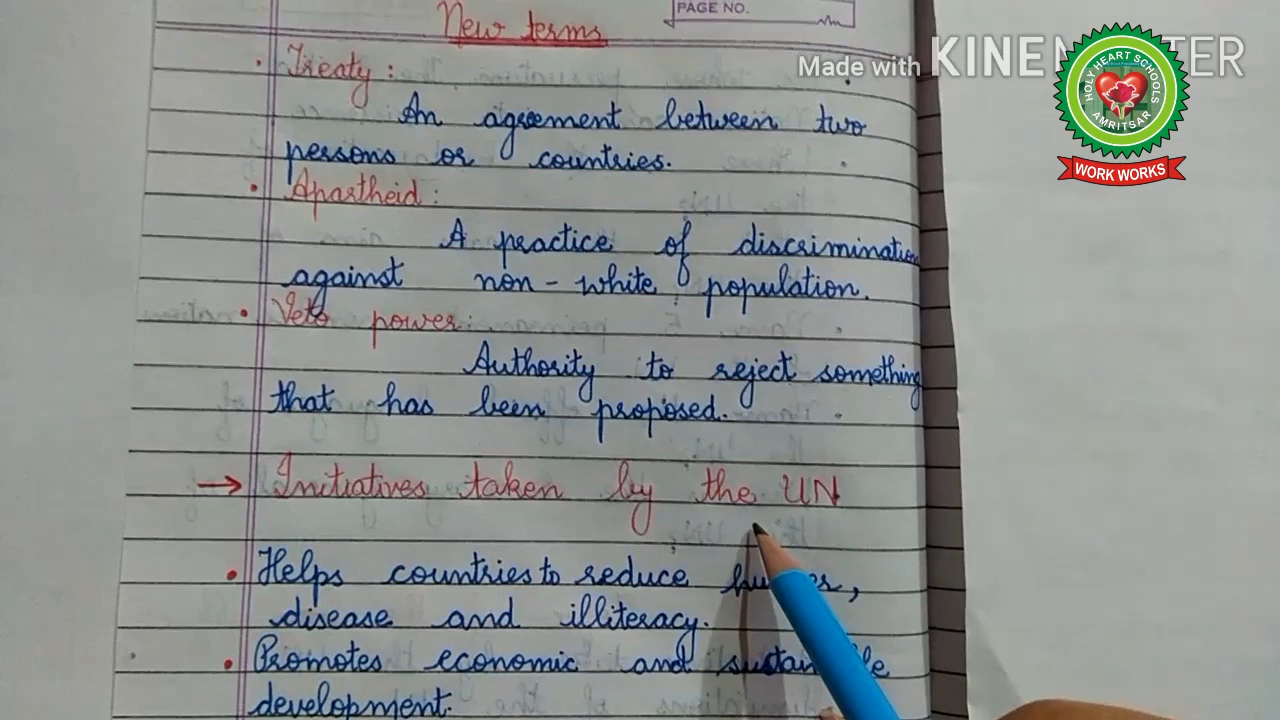 PAGE NO.
New terms
Made with KINEMASTER
HOLY HEART SCHOOLS
AMRITSAR
WORK WORKS
• Treaty :
An agreement between two
persons or countries.
• Apartheid :
A practice of discrimination
against non-white population.
• Veto power:
Authority to reject something
that has been proposed.
→ Initiatives taken by the UN
• Helps countries to reduce
disease and illiteracy.
• Promotes economic and
development.